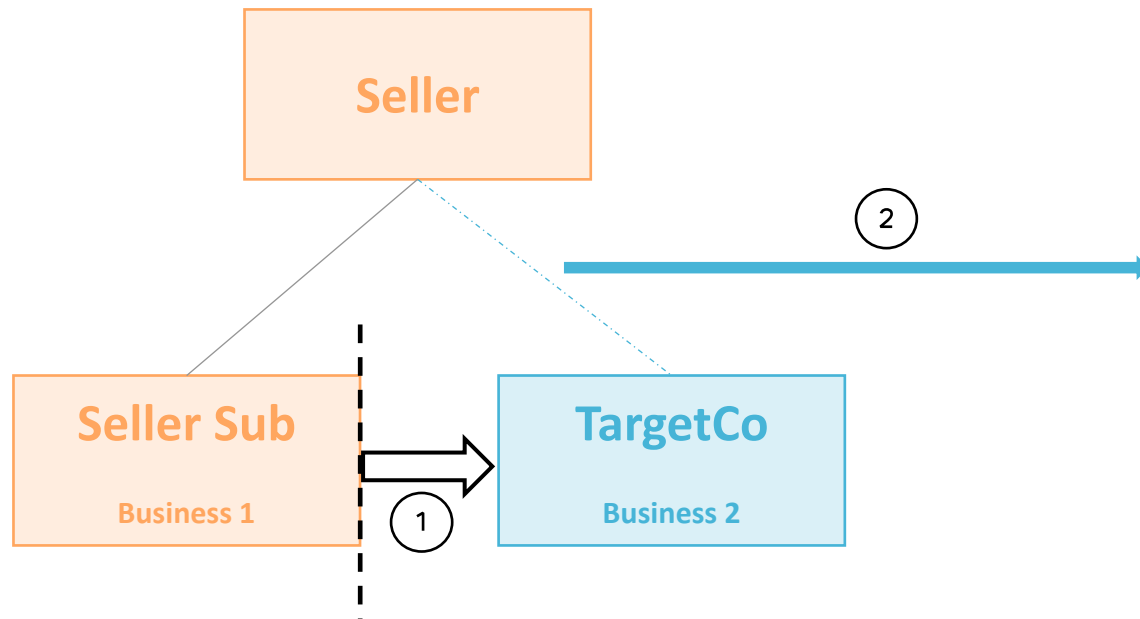 Seller
2
Seller Sub
TargetCo
Business 1
Business 2
1